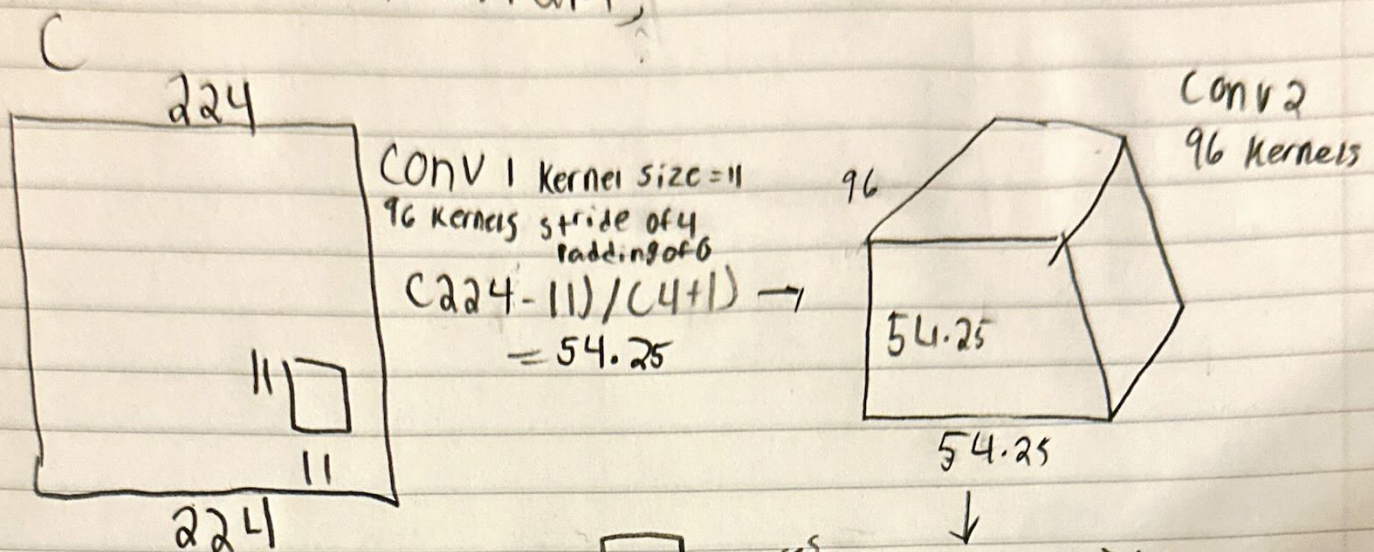 C
224
Conv 1 Kernel size = 11
96 Kernels stride of 4
Padding of 0
(224 - 11) / (4+1) →
= 54.25
11
11
224
Conv 2
96 Kernels
96
54.25
54.25
↓